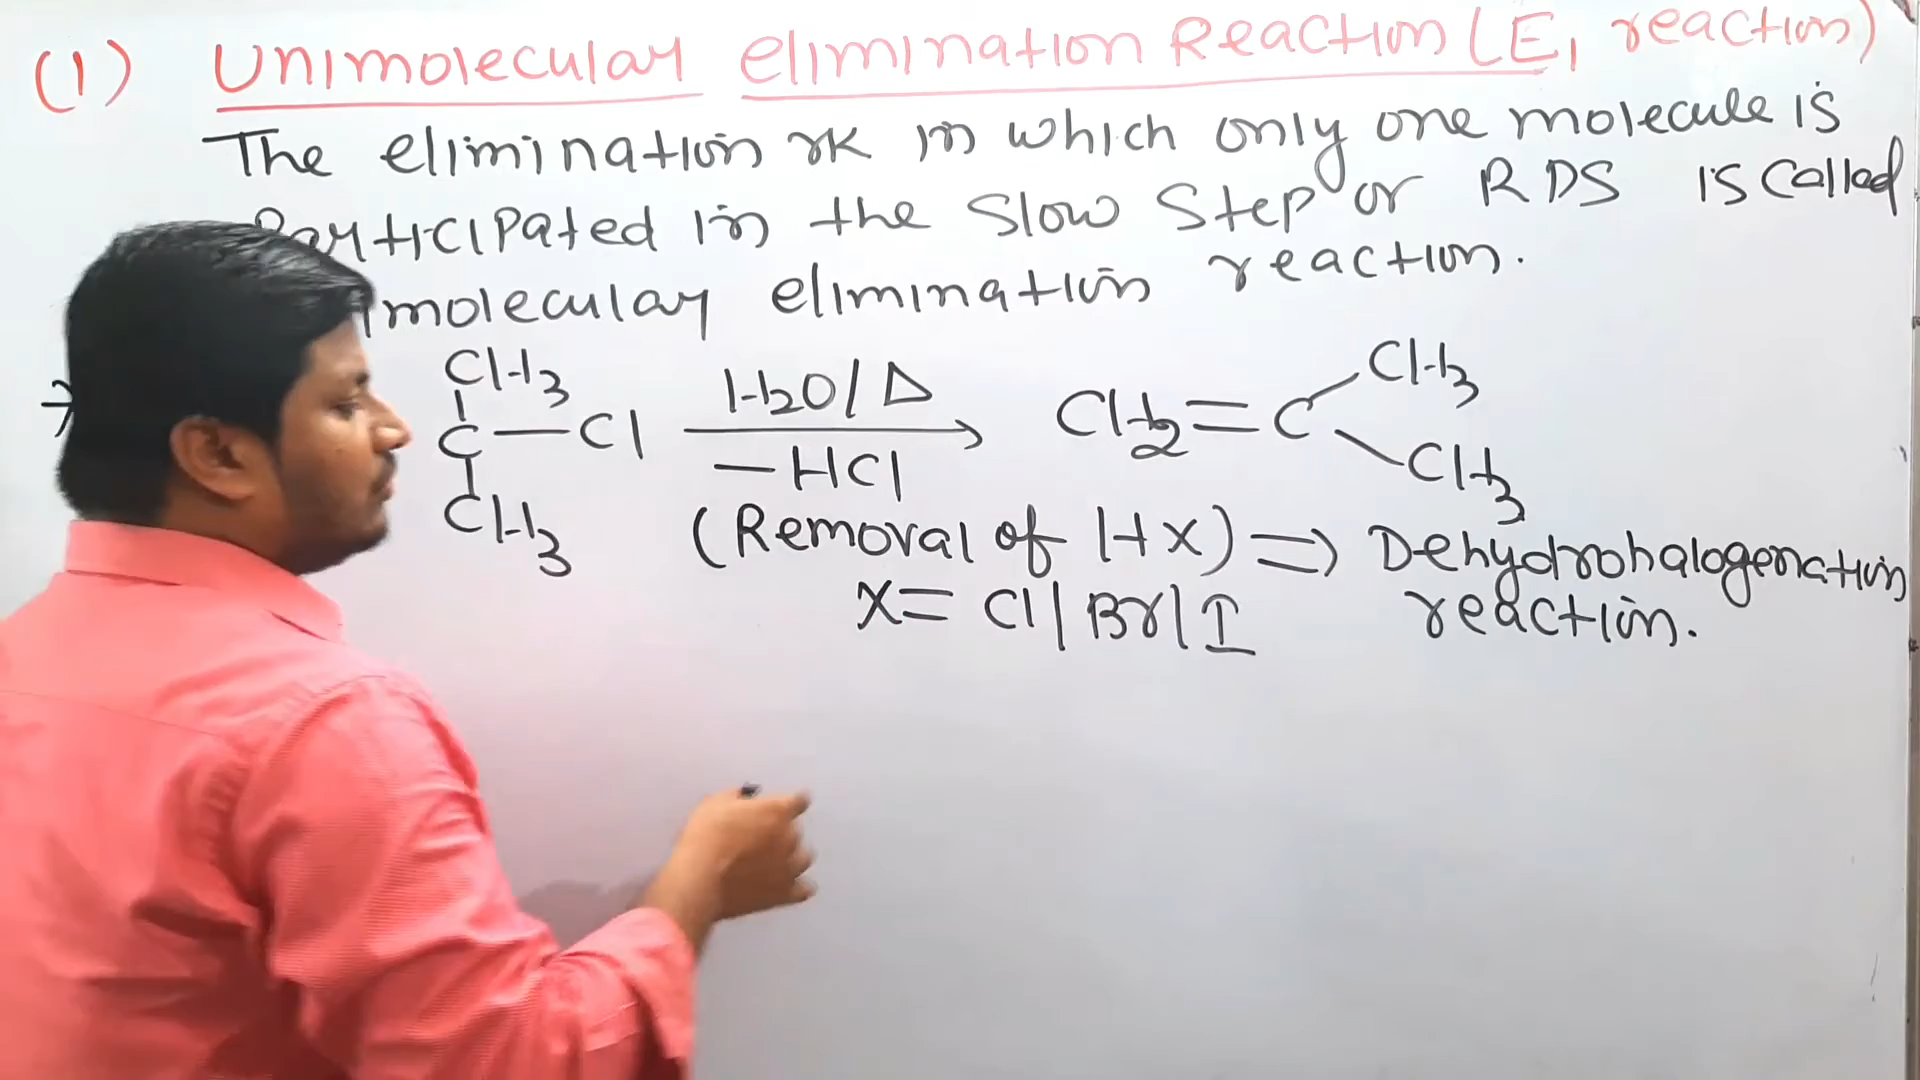 (1) Unimolecular elimination Reaction (E₁ reaction)
The elimination rx in which only one molecule is
Participated in the slow step or RDS is called
molecular elimination reaction.
CH₃
C—Cl H₂O/Δ → CH₂=C CH₃
—HCl CH₃
CH₃
(Removal of HX) ⇒ Dehydrohalogenation
X= Cl/Br/I reaction.